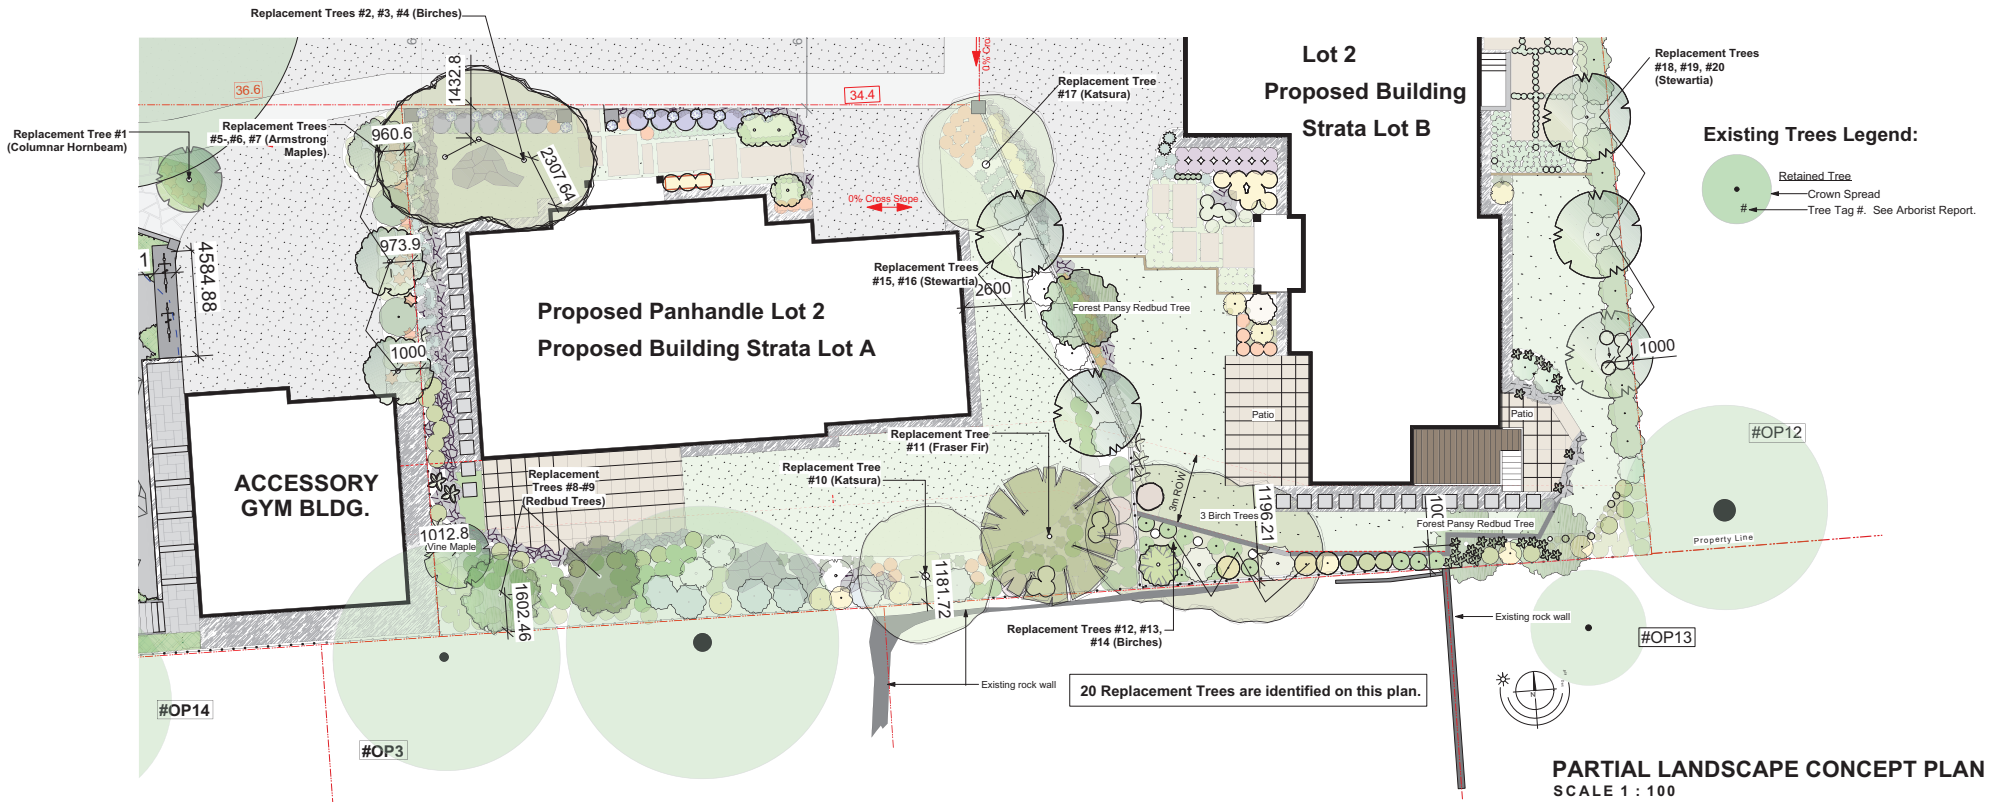 Replacement Trees #2, #3, #4 (Birches)
36.6
1432.8
34.4
0% Cro
Replacement Tree
#17 (Katsura)
Lot 2
Proposed Building
Strata Lot B
Replacement Trees
#18, #19, #20
(Stewartia)
Replacement Tree #1
(Columnar Hornbeam)
Replacement Trees
#5-,#6, #7 (Armstrong
Maples)
960.6
2307.64
Existing Trees Legend:
Retained Tree
Crown Spread
#
Tree Tag #. See Arborist Report.
0% Cross Slope
1
4584.88
973.9
Replacement Trees
#15, #16 (Stewartia)
2600
Forest Pansy Redbud Tree
Proposed Panhandle Lot 2
Proposed Building Strata Lot A
1000
1000
Patio
Patio
#OP12
Replacement Tree
#11 (Fraser Fir)
Replacement Tree
#10 (Katsura)
Replacement
Trees #8-#9
(Redbud Trees)
ACCESSORY
GYM BLDG.
3m ROW
3 Birch Trees
1196.21
100
Forest Pansy Redbud Tree
Property Line
1012.8
Vine Maple
1602.46
1181.72
Replacement Trees #12, #13,
#14 (Birches)
Existing rock wall
#OP13
Existing rock wall
20 Replacement Trees are identified on this plan.
N
#OP14
#OP3
PARTIAL LANDSCAPE CONCEPT PLAN
SCALE 1 : 100